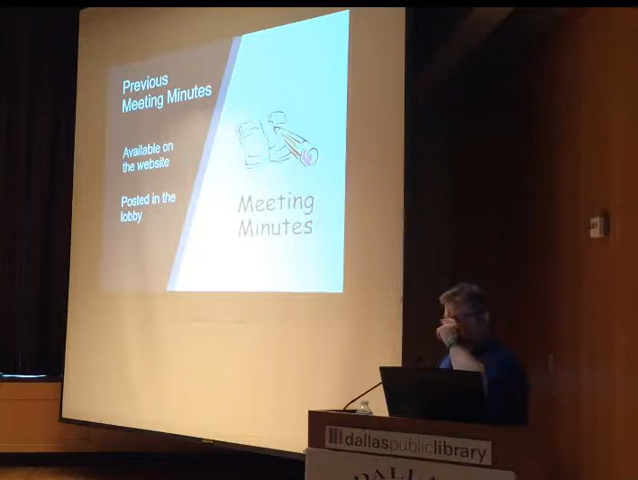 Previous
Meeting Minutes
Available on
the website
Posted in the
lobby
Meeting
Minutes
dallaspubliclibrary